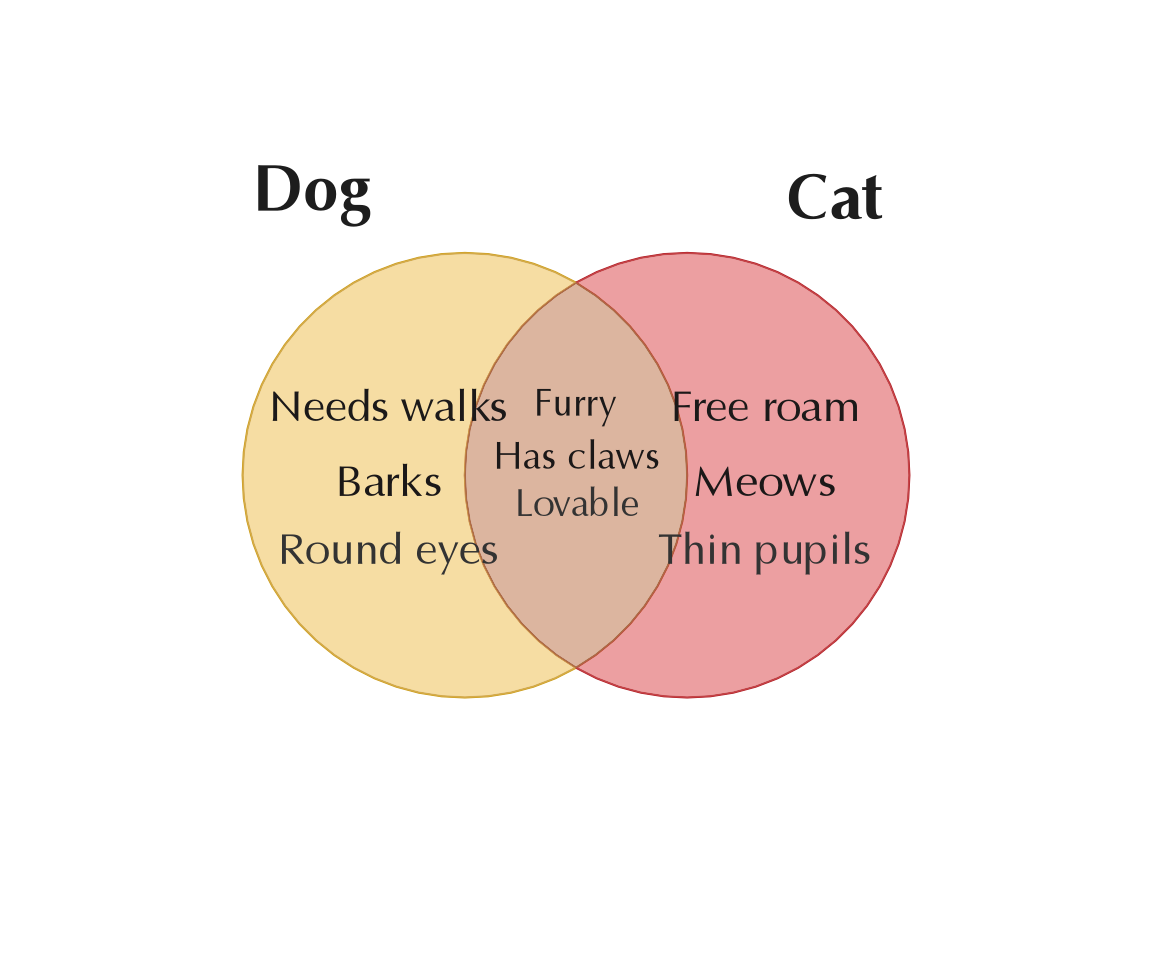 Dog
Cat
Needs walks
Barks
Round eyes
Furry
Has claws
Lovable
Free roam
Meows
Thin pupils